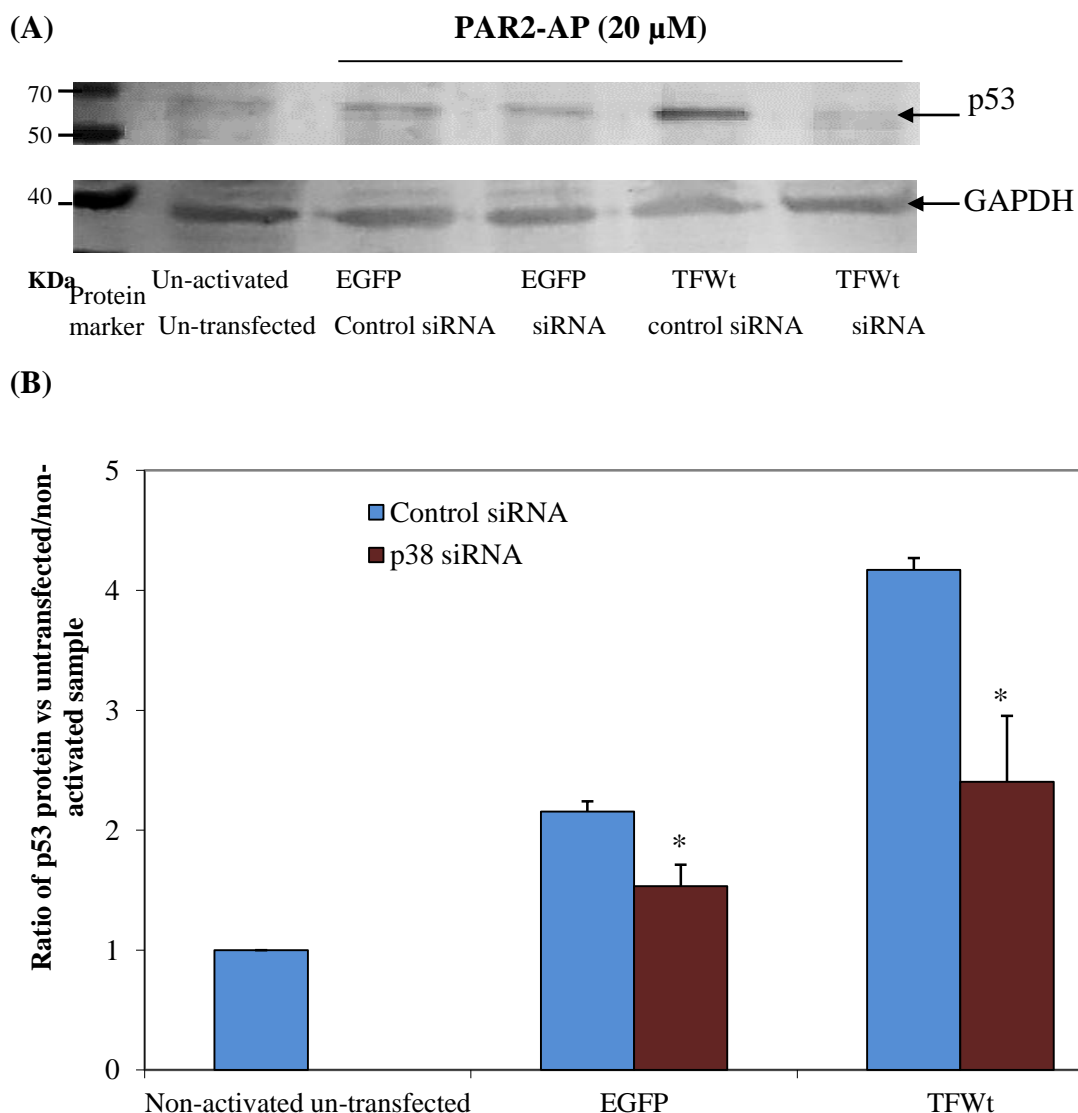 (A)
PAR2-AP (20 µM)
70
50
p53
40
GAPDH
KDa
Protein
marker
Un-activated
Un-transfected
EGFP
Control siRNA
EGFP
siRNA
TFWt
control siRNA
TFWt
siRNA
(B)
Ratio of p53 protein vs untransfected/non-
activated sample
5
4
3
2
1
0
Control siRNA
p38 siRNA
*
*
Non-activated un-transfected
EGFP
TFWt